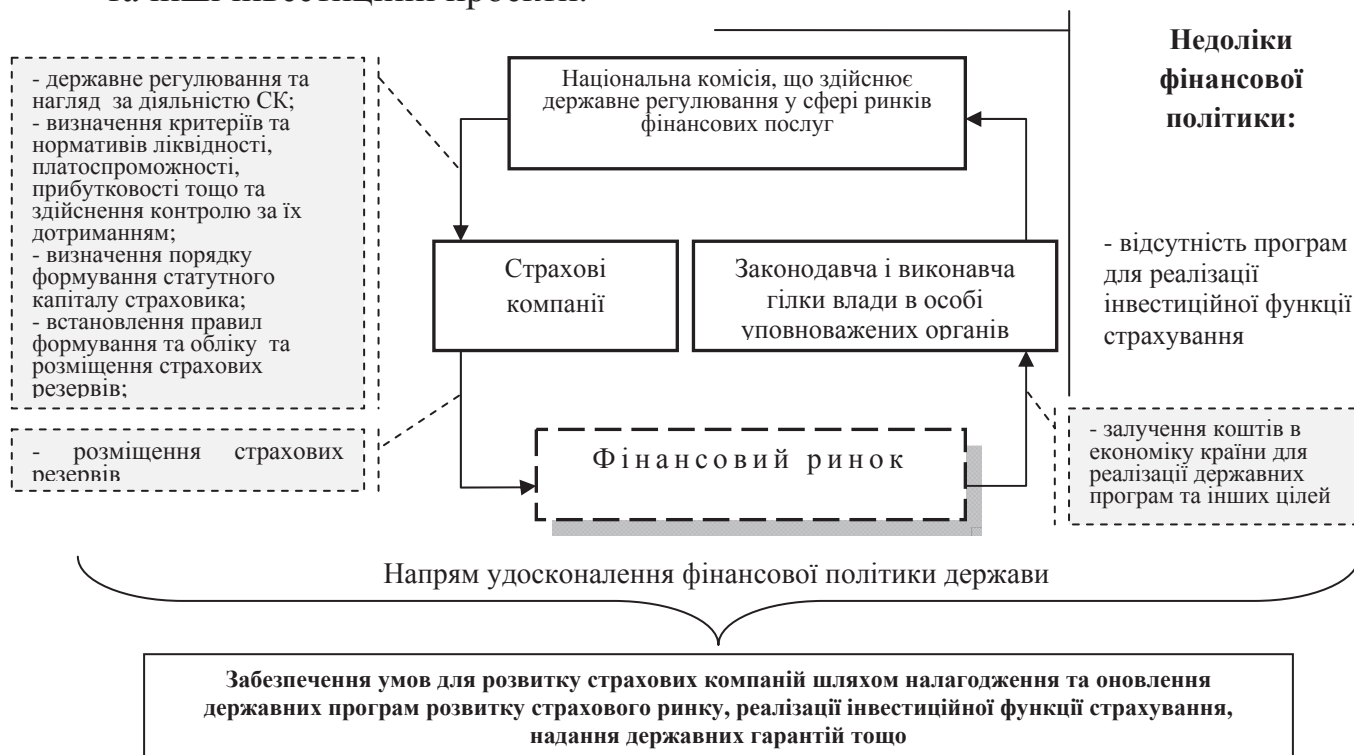 та інші інвестиційні проекти.
Недоліки
фінансової
політики:
- державне регулювання та
нагляд за діяльністю СК;
- визначення критеріїв та
нормативів ліквідності,
платоспроможності,
прибутковості тощо та
здійснення контролю за їх
дотриманням;
- визначення порядку
формування статутного
капіталу страховика;
- встановлення правил
формування та обліку та
розміщення страхових
резервів;
Національна комісія, що здійснює
державне регулювання у сфері ринків
фінансових послуг
Страхові
компанії
Законодавча і виконавча
гілки влади в особі
уповноважених органів
- відсутність програм
для реалізації
інвестиційної функції
страхування
- розміщення страхових
резервів
Фінансовий ринок
- залучення коштів в
економіку країни для
реалізації державних
програм та інших цілей
Напрям удосконалення фінансової політики держави
Забезпечення умов для розвитку страхових компаній шляхом налагодження та оновлення
державних програм розвитку страхового ринку, реалізації інвестиційної функції страхування,
надання державних гарантій тощо